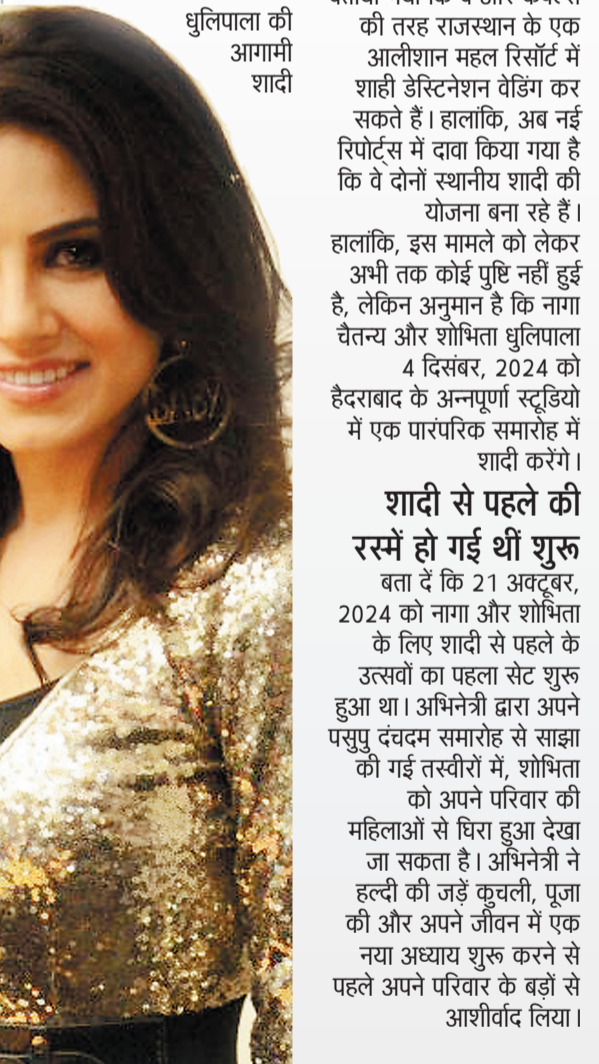 धुलिपाला की
आगामी
शादी
की तरह राजस्थान के एक
आलीशान महल रिसॉर्ट में
शाही डेस्टिनेशन वेडिंग कर
सकते हैं। हालांकि, अब नई
रिपोर्ट्स में दावा किया गया है
कि वे दोनों स्थानीय शादी की
योजना बना रहे हैं।
हालांकि, इस मामले को लेकर
अभी तक कोई पुष्टि नहीं हुई
है, लेकिन अनुमान है कि नागा
चैतन्य और शोभिता धुलिपाला
4 दिसंबर, 2024 को
हैदराबाद के अन्नपूर्णा स्टूडियो
में एक पारंपरिक समारोह में
शादी करेंगे।
शादी से पहले की
रस्में हो गई थीं शुरू
बता दें कि 21 अक्टूबर,
2024 को नागा और शोभिता
के लिए शादी से पहले के
उत्सवों का पहला सेट शुरू
हुआ था। अभिनेत्री द्वारा अपने
पसुपु दंचदम समारोह से साझा
की गई तस्वीरों में, शोभिता
को अपने परिवार की
महिलाओं से घिरा हुआ देखा
जा सकता है। अभिनेत्री ने
हल्दी की जड़ें कुचली, पूजा
की और अपने जीवन में एक
नया अध्याय शुरू करने से
पहले अपने परिवार के बड़ों से
आशीर्वाद लिया।